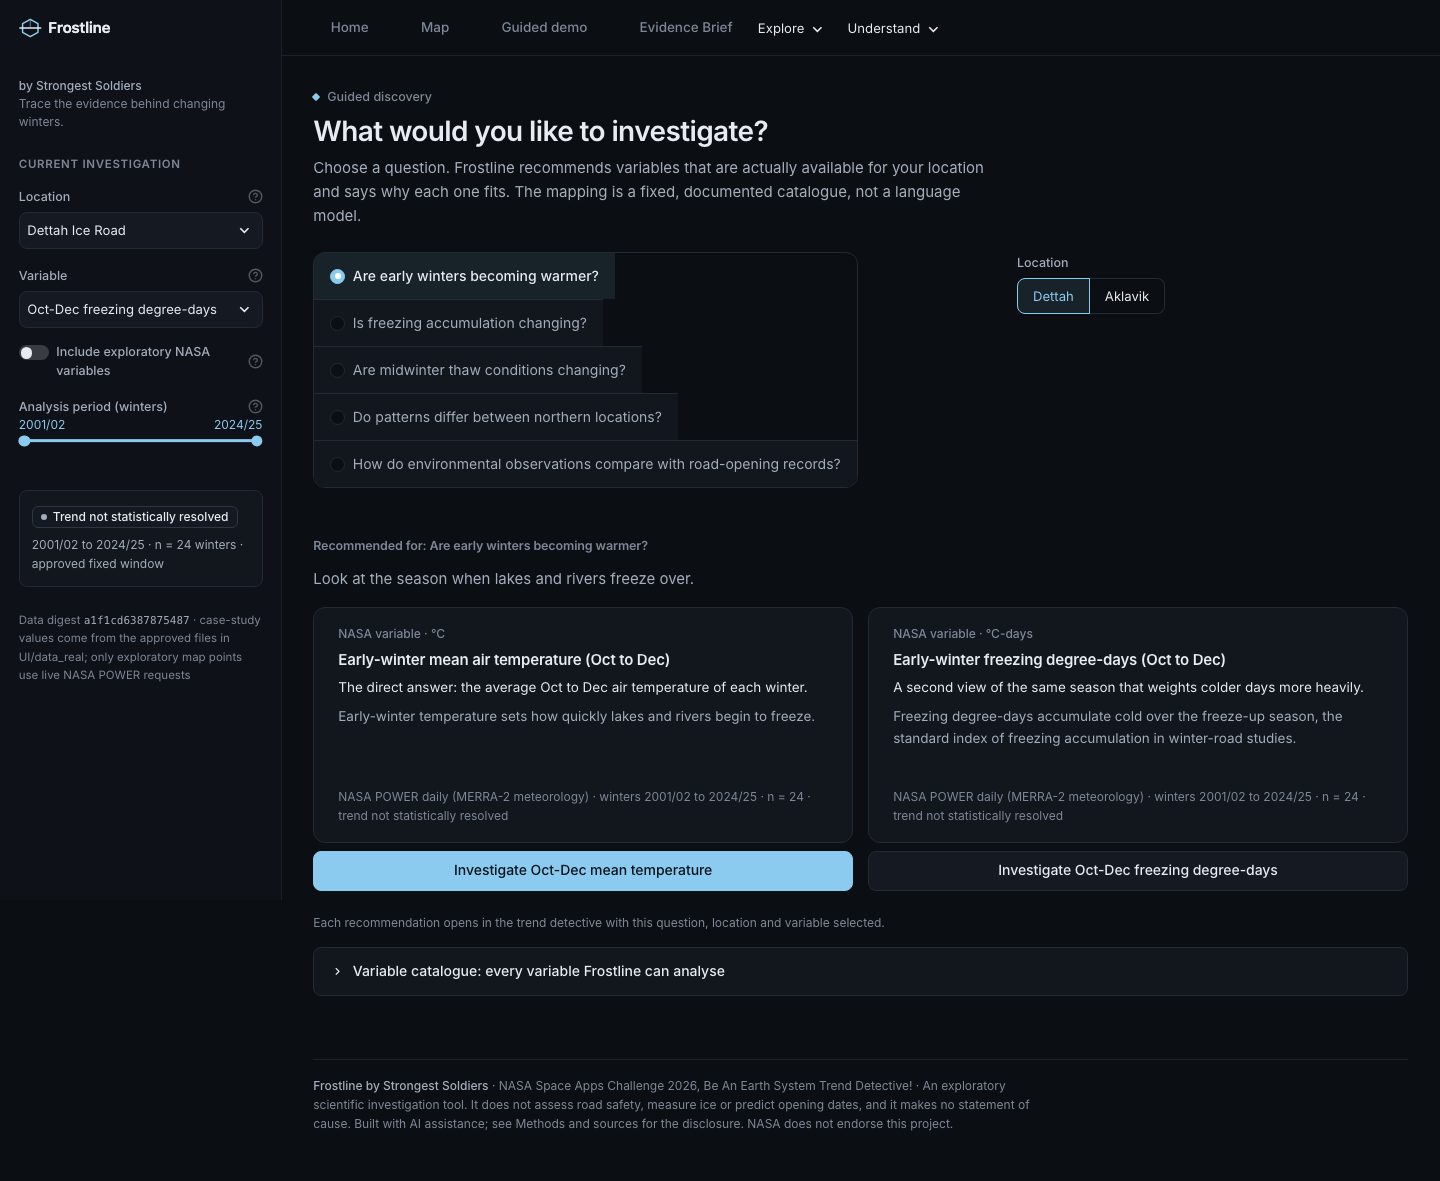 Frostline
Home
Map
Guided demo
Evidence Brief
Explore
Understand
by Strongest Soldiers
Trace the evidence behind changing
winters.
CURRENT INVESTIGATION
Location
Dettah Ice Road
Variable
Oct-Dec freezing degree-days
Include exploratory NASA
variables
Analysis period (winters)
2001/02
2024/25
Trend not statistically resolved
2001/02 to 2024/25 · n = 24 winters ·
approved fixed window
Data digest a1f1cd6387875487 · case-study
values come from the approved files in
UI/data_real; only exploratory map points
use live NASA POWER requests
Guided discovery
What would you like to investigate?
Choose a question. Frostline recommends variables that are actually available for your location
and says why each one fits. The mapping is a fixed, documented catalogue, not a language
model.
Are early winters becoming warmer?
Is freezing accumulation changing?
Are midwinter thaw conditions changing?
Do patterns differ between northern locations?
How do environmental observations compare with road-opening records?
Location
Dettah
Aklavik
Recommended for: Are early winters becoming warmer?
Look at the season when lakes and rivers freeze over.
NASA variable · °C
Early-winter mean air temperature (Oct to Dec)
The direct answer: the average Oct to Dec air temperature of each winter.
Early-winter temperature sets how quickly lakes and rivers begin to freeze.
NASA POWER daily (MERRA-2 meteorology) · winters 2001/02 to 2024/25 · n = 24 ·
trend not statistically resolved
Investigate Oct-Dec mean temperature
NASA variable · °C-days
Early-winter freezing degree-days (Oct to Dec)
A second view of the same season that weights colder days more heavily.
Freezing degree-days accumulate cold over the freeze-up season, the
standard index of freezing accumulation in winter-road studies.
NASA POWER daily (MERRA-2 meteorology) · winters 2001/02 to 2024/25 · n = 24 ·
trend not statistically resolved
Investigate Oct-Dec freezing degree-days
Each recommendation opens in the trend detective with this question, location and variable selected.
Variable catalogue: every variable Frostline can analyse
Frostline by Strongest Soldiers · NASA Space Apps Challenge 2026, Be An Earth System Trend Detective! · An exploratory
scientific investigation tool. It does not assess road safety, measure ice or predict opening dates, and it makes no statement of
cause. Built with AI assistance; see Methods and sources for the disclosure. NASA does not endorse this project.